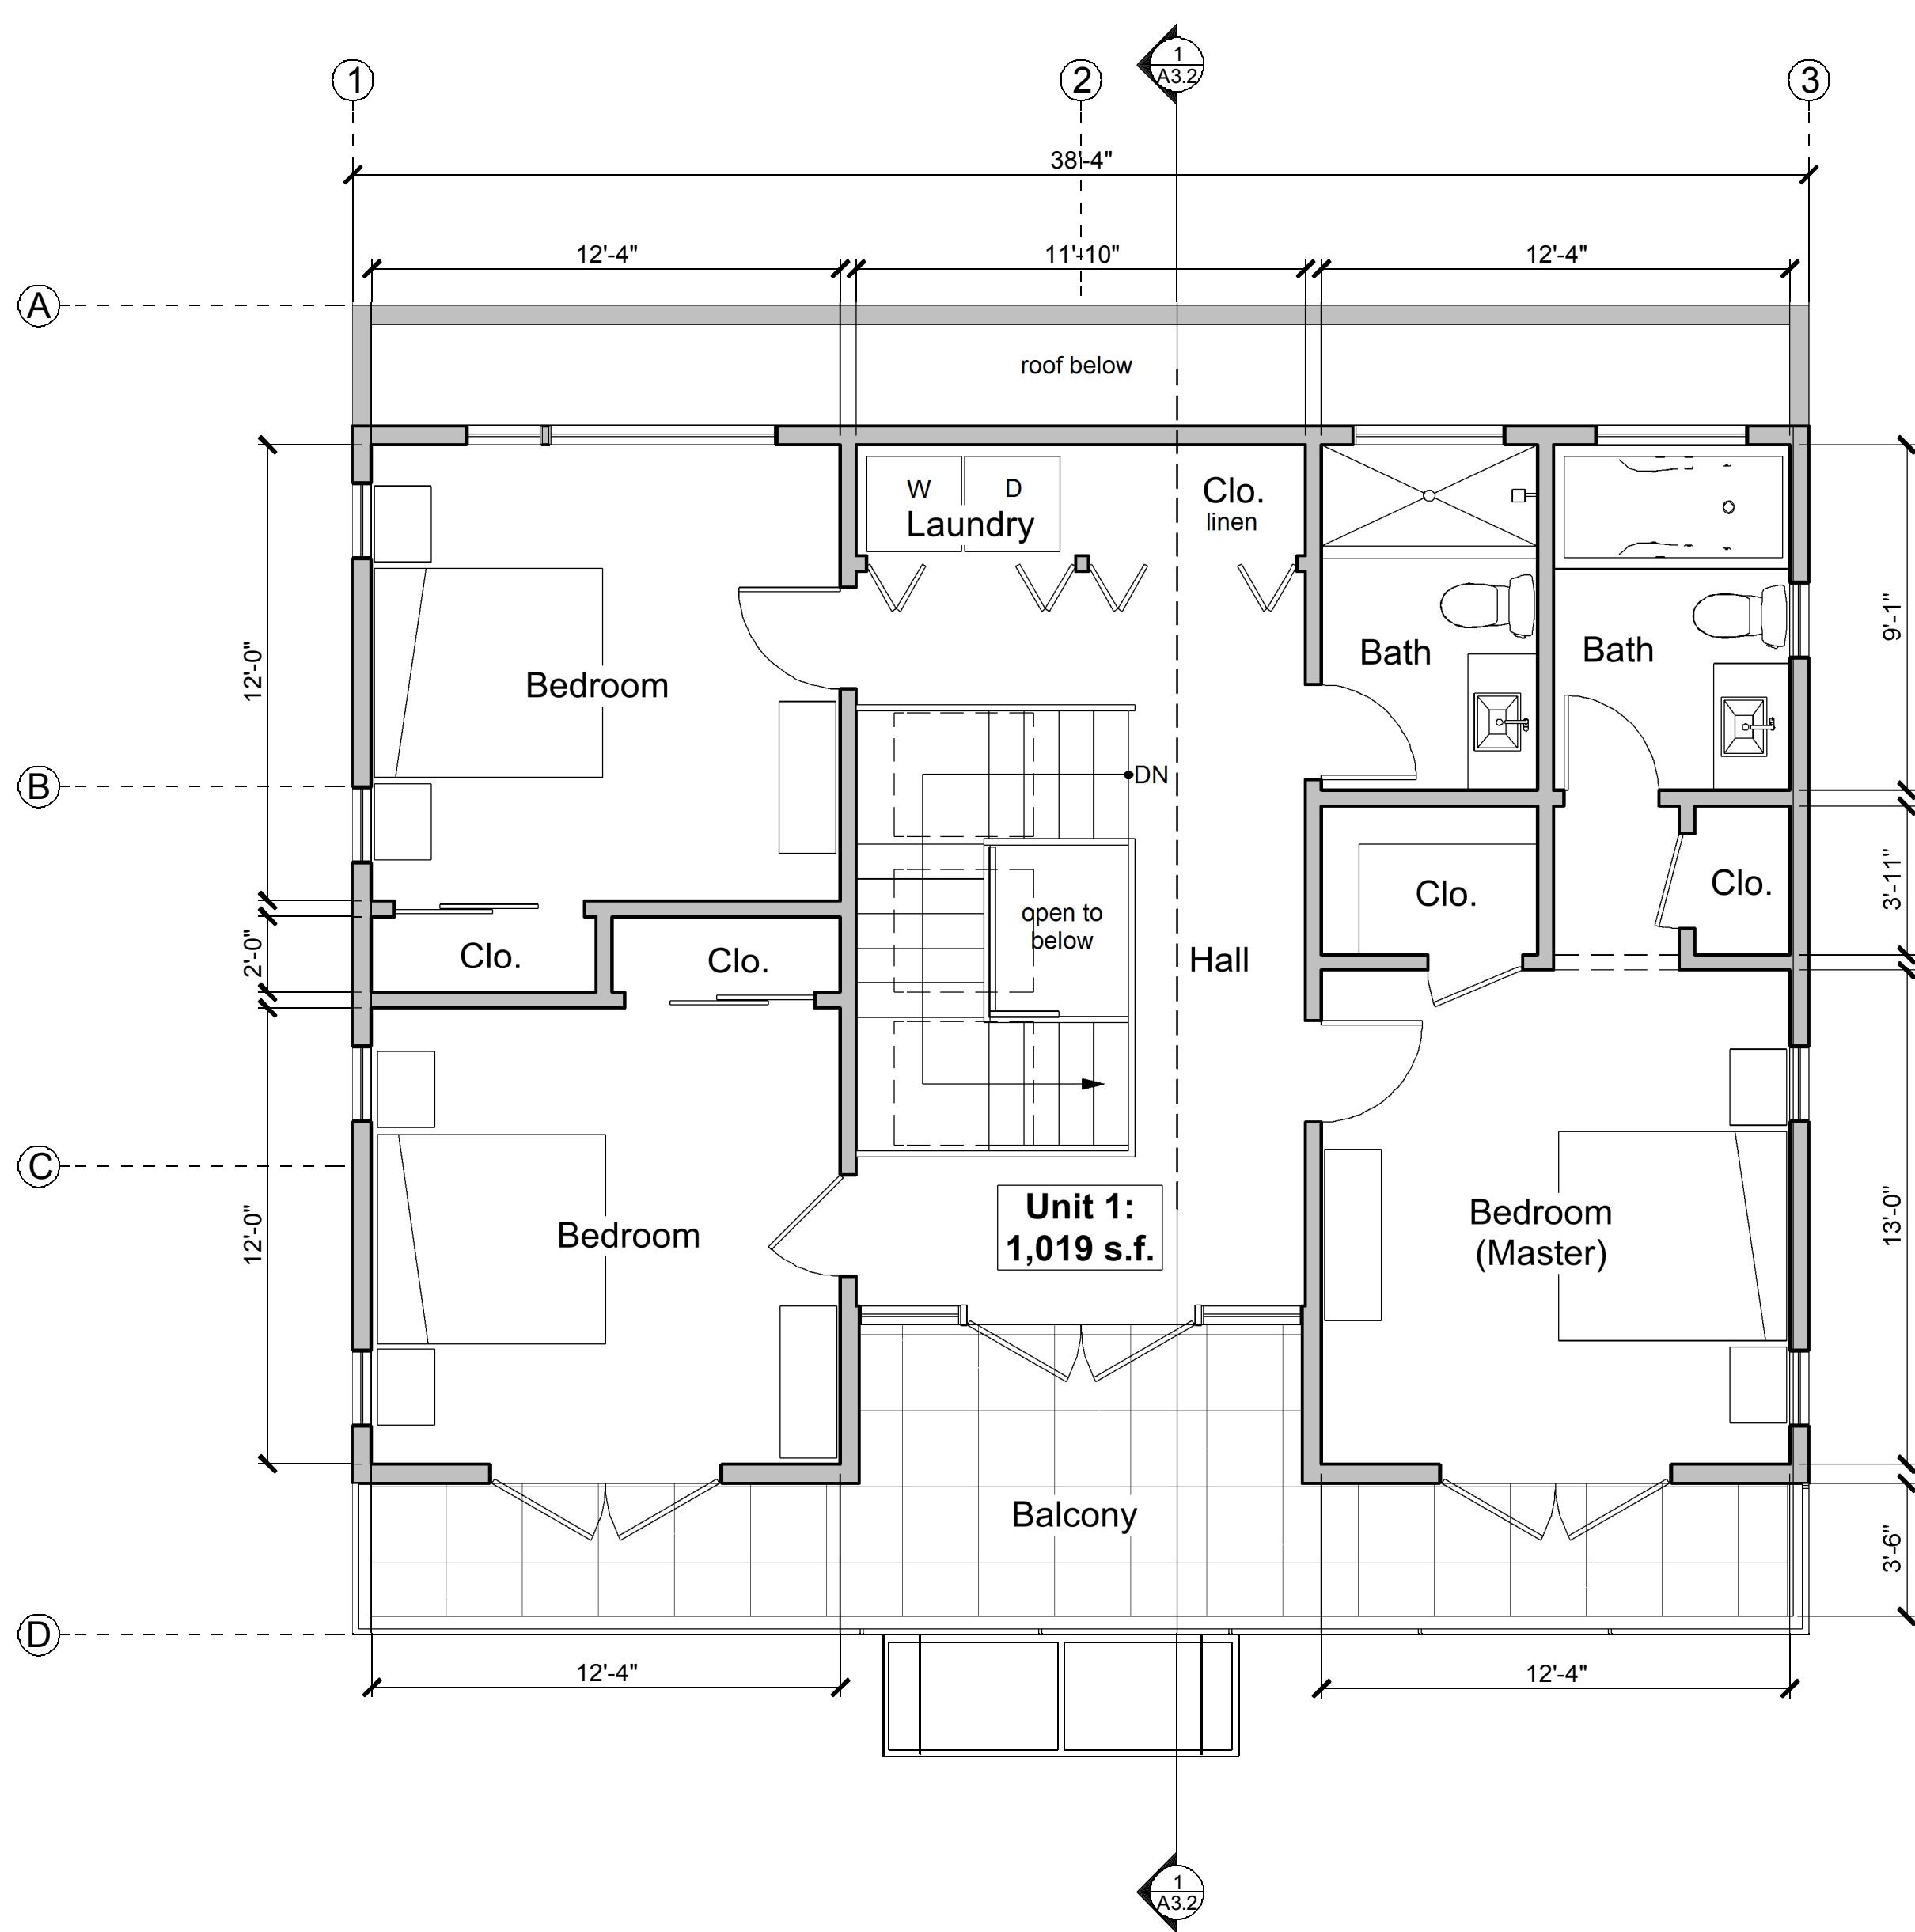 1
A3.2
1
2
3
38'-4"
12'-4"
11'-10"
12'-4"
A
roof below
W
D
Laundry
Clo.
linen
12'-0"
9'-1"
Bedroom
Bath
Bath
B
DN
Clo.
Clo.
3'-11"
open to
below
2'-0"
Clo.
Clo.
Hall
C
Unit 1:
1,019 s.f.
12'-0"
Bedroom
Bedroom
(Master)
13'-0"
Balcony
3'-6"
D
12'-4"
12'-4"
1
A3.2